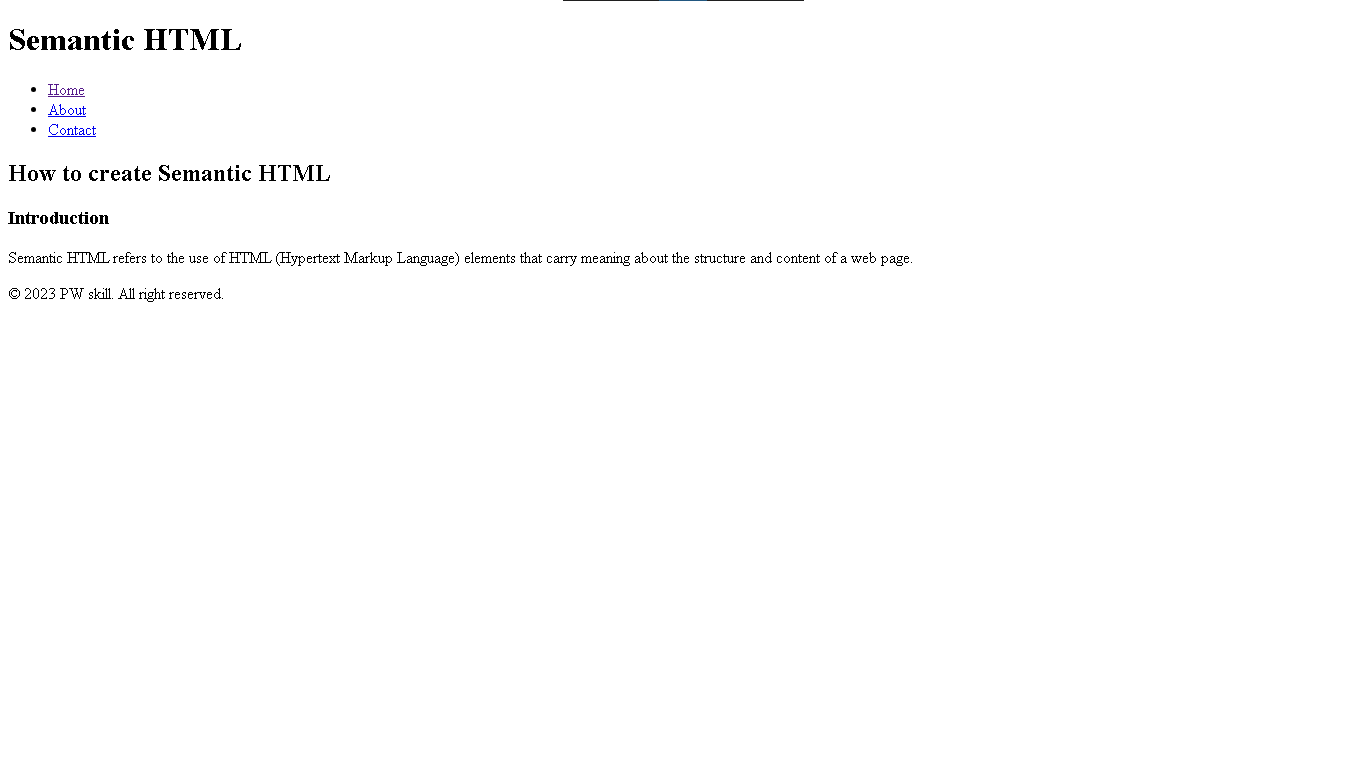 Semantic HTML
Home
About
Contact
How to create Semantic HTML
Introduction
Semantic HTML refers to the use of HTML (Hypertext Markup Language) elements that carry meaning about the structure and content of a web page.
© 2023 PW skill. All right reserved.